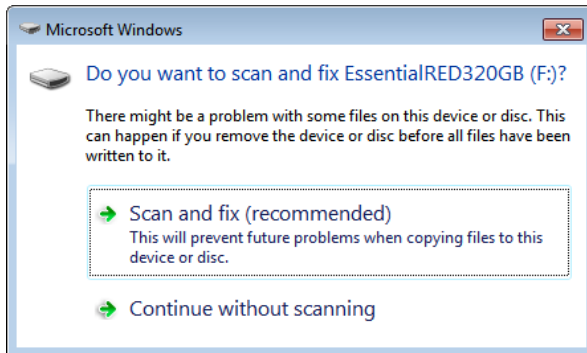 Microsoft Windows
Do you want to scan and fix EssentialRED320GB (F:)?
There might be a problem with some files on this device or disc. This
can happen if you remove the device or disc before all files have been
written to it.
Scan and fix (recommended)
This will prevent future problems when copying files to this
device or disc.
Continue without scanning